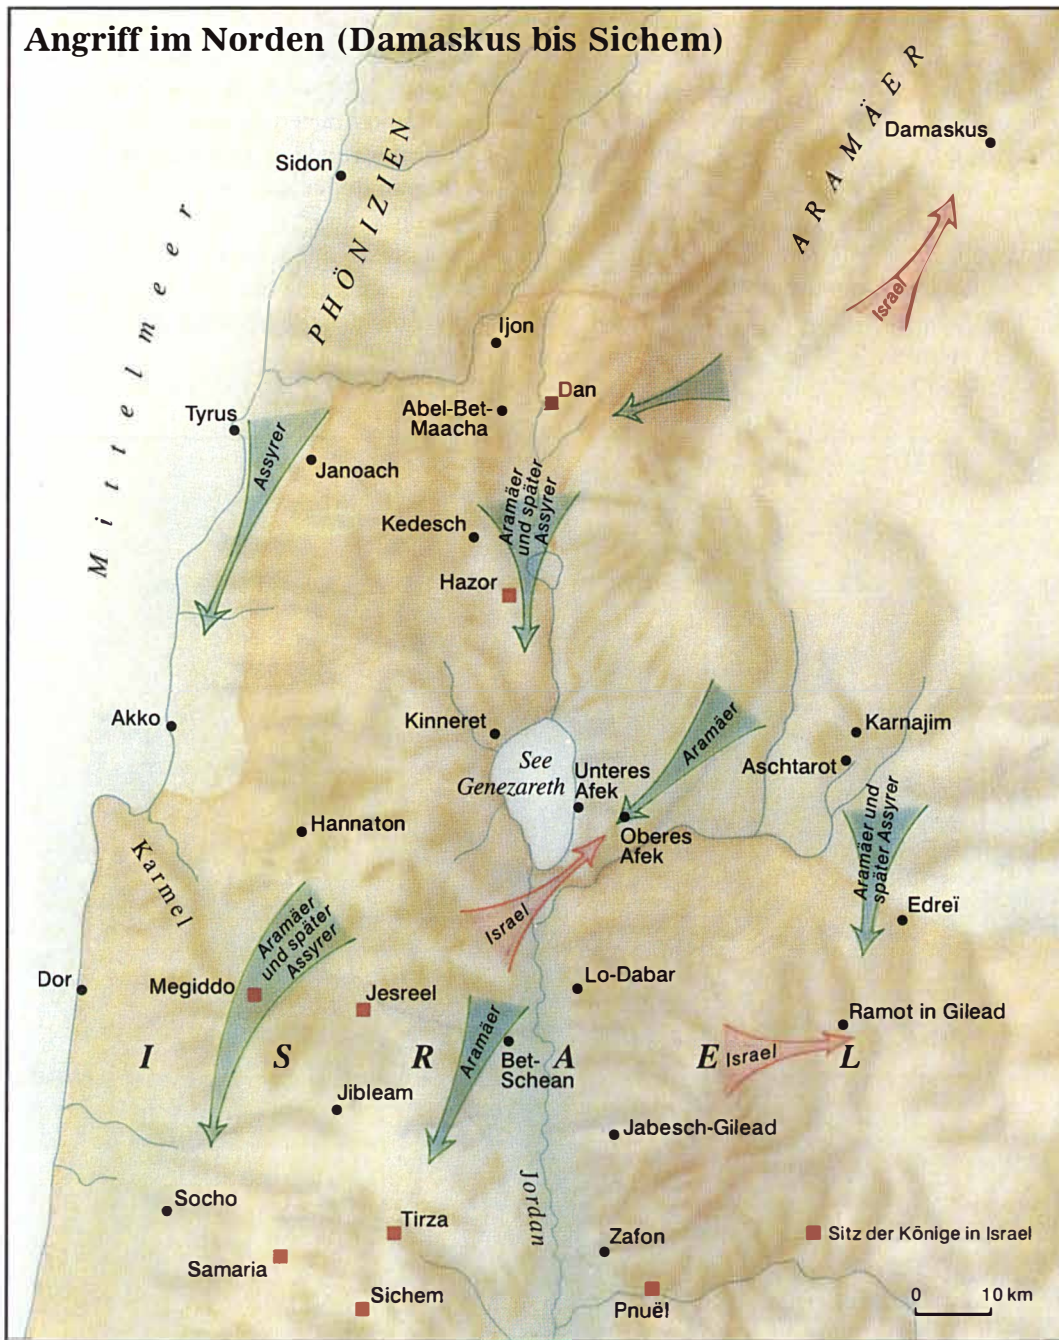 Angriff im Norden (Damaskus bis Sichem)
ARAMÄER
Damaskus
Sidon
PHÖNIZIEN
Mittelmeer
Israel
Ijon
Dan
Abel-Bet-
Maacha
Tyrus
Assyrer
Janoach
Aramäer
und später
Assyrer
Kedesch
Hazor
Akko
Kinneret
See
Genezareth
Unteres
Afek
Aramäer
Karnajim
Aschtarot
Oberes
Afek
Hannaton
Karmel
Aramäer und
später Assyrer
Edreï
Israel
Aramäer
und später
Assyrer
Dor
Megiddo
Jesreel
Lo-Dabar
Ramot in Gilead
Aramäer
Bet-
Schean
ISRAEL
Israel
Jibleam
Jabesch-Gilead
Jordan
Socho
Tirza
Zafon
Samaria
Sichem
Pnuël
Sitz der Könige in Israel
0 10 km